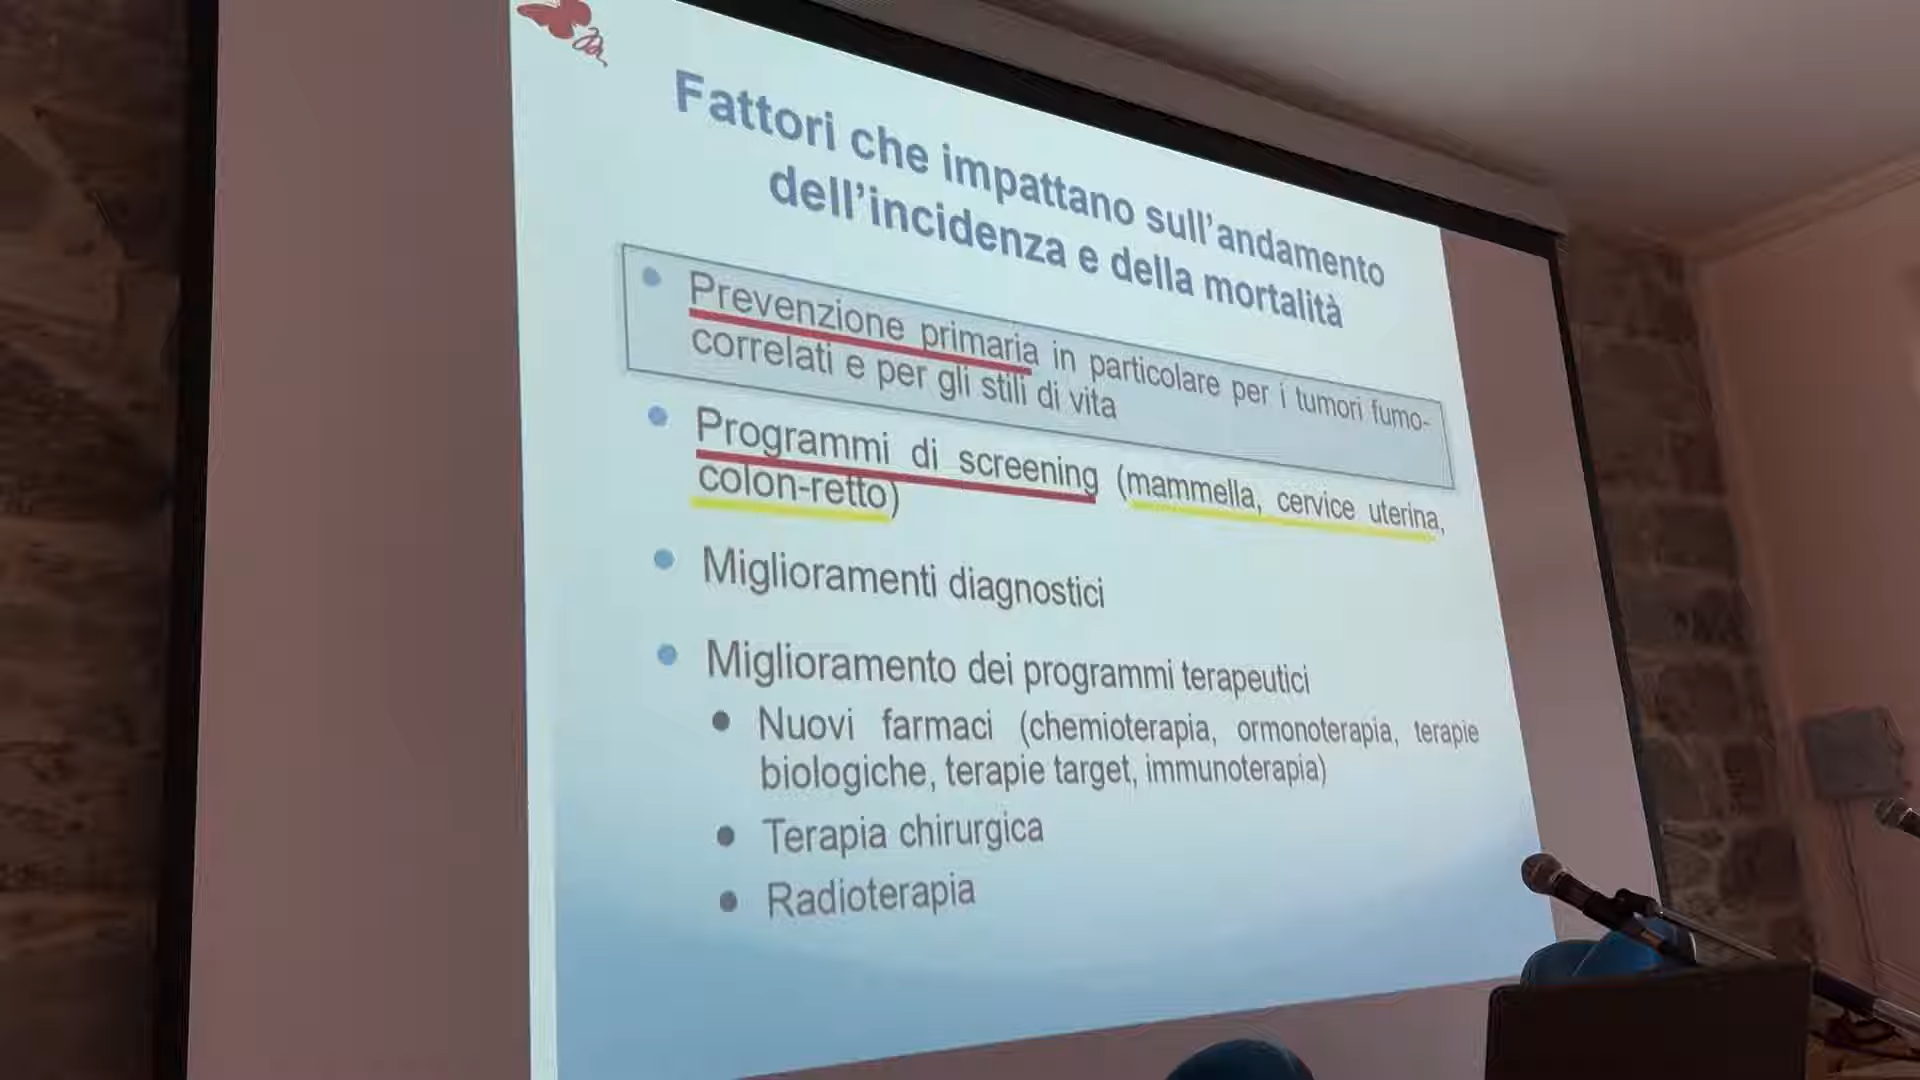 Fattori che impattano sull'andamento
dell'incidenza e della mortalità
• Prevenzione primaria in particolare per i tumori fumo-
correlati e per gli stili di vita
• Programmi di screening (mammella, cervice uterina,
colon-retto)
• Miglioramenti diagnostici
• Miglioramento dei programmi terapeutici
• Nuovi farmaci (chemioterapia, ormonoterapia, terapie
biologiche, terapie target, immunoterapia)
• Terapia chirurgica
• Radioterapia